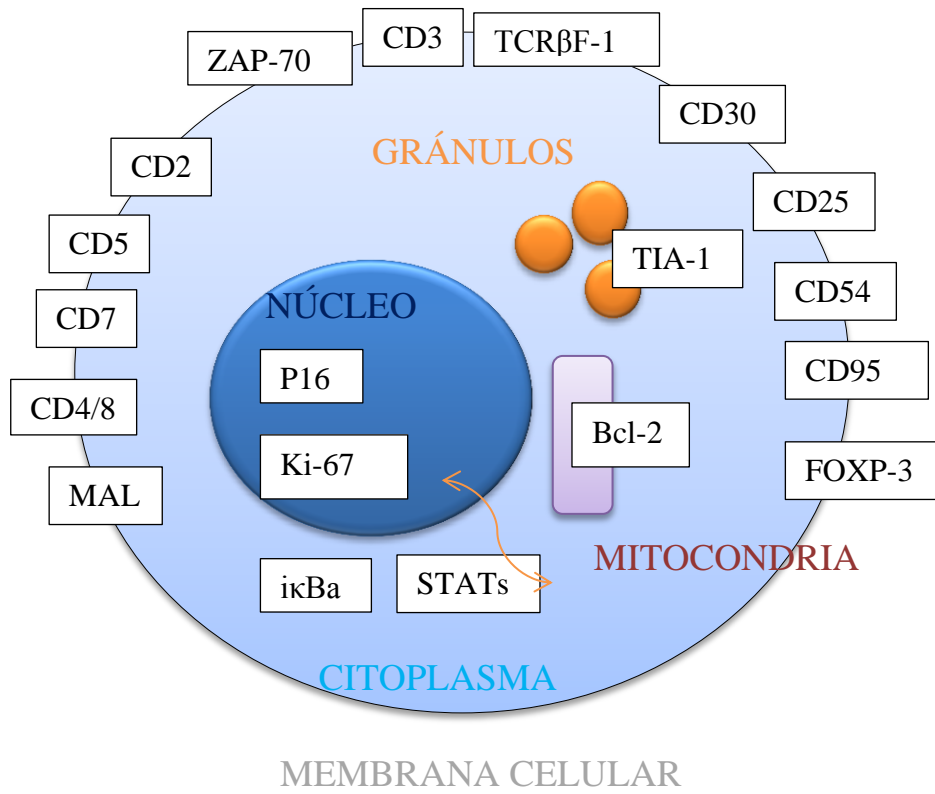 CD3
TCRβF-1
ZAP-70
CD30
GRÁNULOS
CD2
CD25
CD5
TIA-1
CD54
NÚCLEO
CD7
P16
CD95
CD4/8
Bcl-2
Ki-67
FOXP-3
MAL
MITOCONDRIA
iκBa
STATs
CITOPLASMA
MEMBRANA CELULAR